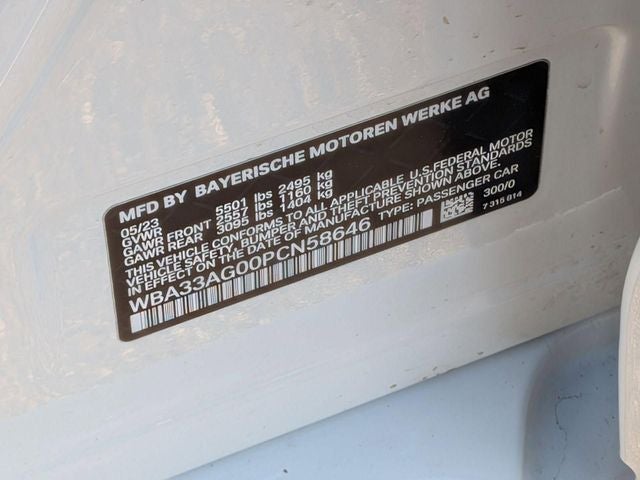 MFD BY BAYERISCHE MOTOREN WERKE AG
05/23
GVWR 5501 lbs 2495 kg
GAWR FRONT 2557 lbs 1160 kg
GAWR REAR 3095 lbs 1404 kg
THIS VEHICLE CONFORMS TO ALL APPLICABLE U.S.FEDERAL MOTOR
VEHICLE SAFETY, BUMPER AND THEFT PREVENTION STANDARDS
IN EFFECT ON THE DATE OF MANUFACTURE SHOWN ABOVE.
WBA33AG00PCN58646 TYPE: PASSENGER CAR
300/0
7 315 014